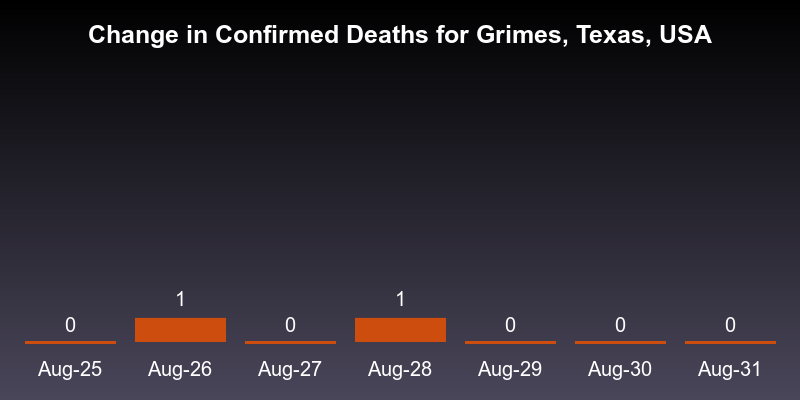 Change in Confirmed Deaths for Grimes, Texas, USA
0 1 0 1 0 0 0
Aug-25 Aug-26 Aug-27 Aug-28 Aug-29 Aug-30 Aug-31